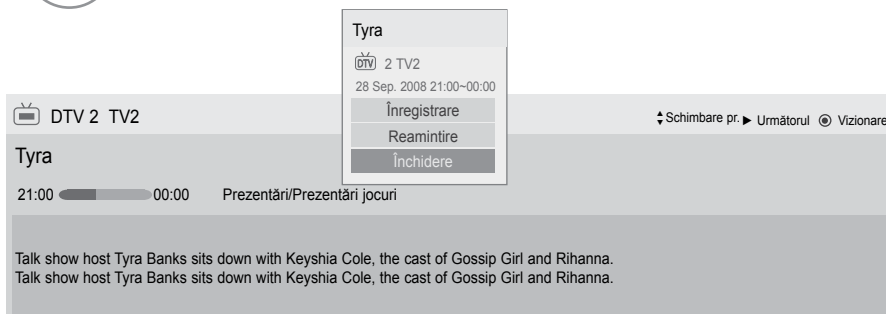 Tyra
DTV 2 TV2
28 Sep. 2008 21:00~00:00
Înregistrare
Reamintire
Închidere
DTV 2 TV2
Schimbare pr. Următorul Vizionare
Tyra
21:00 00:00 Prezentări/Prezentări jocuri
Talk show host Tyra Banks sits down with Keyshia Cole, the cast of Gossip Girl and Rihanna.
Talk show host Tyra Banks sits down with Keyshia Cole, the cast of Gossip Girl and Rihanna.